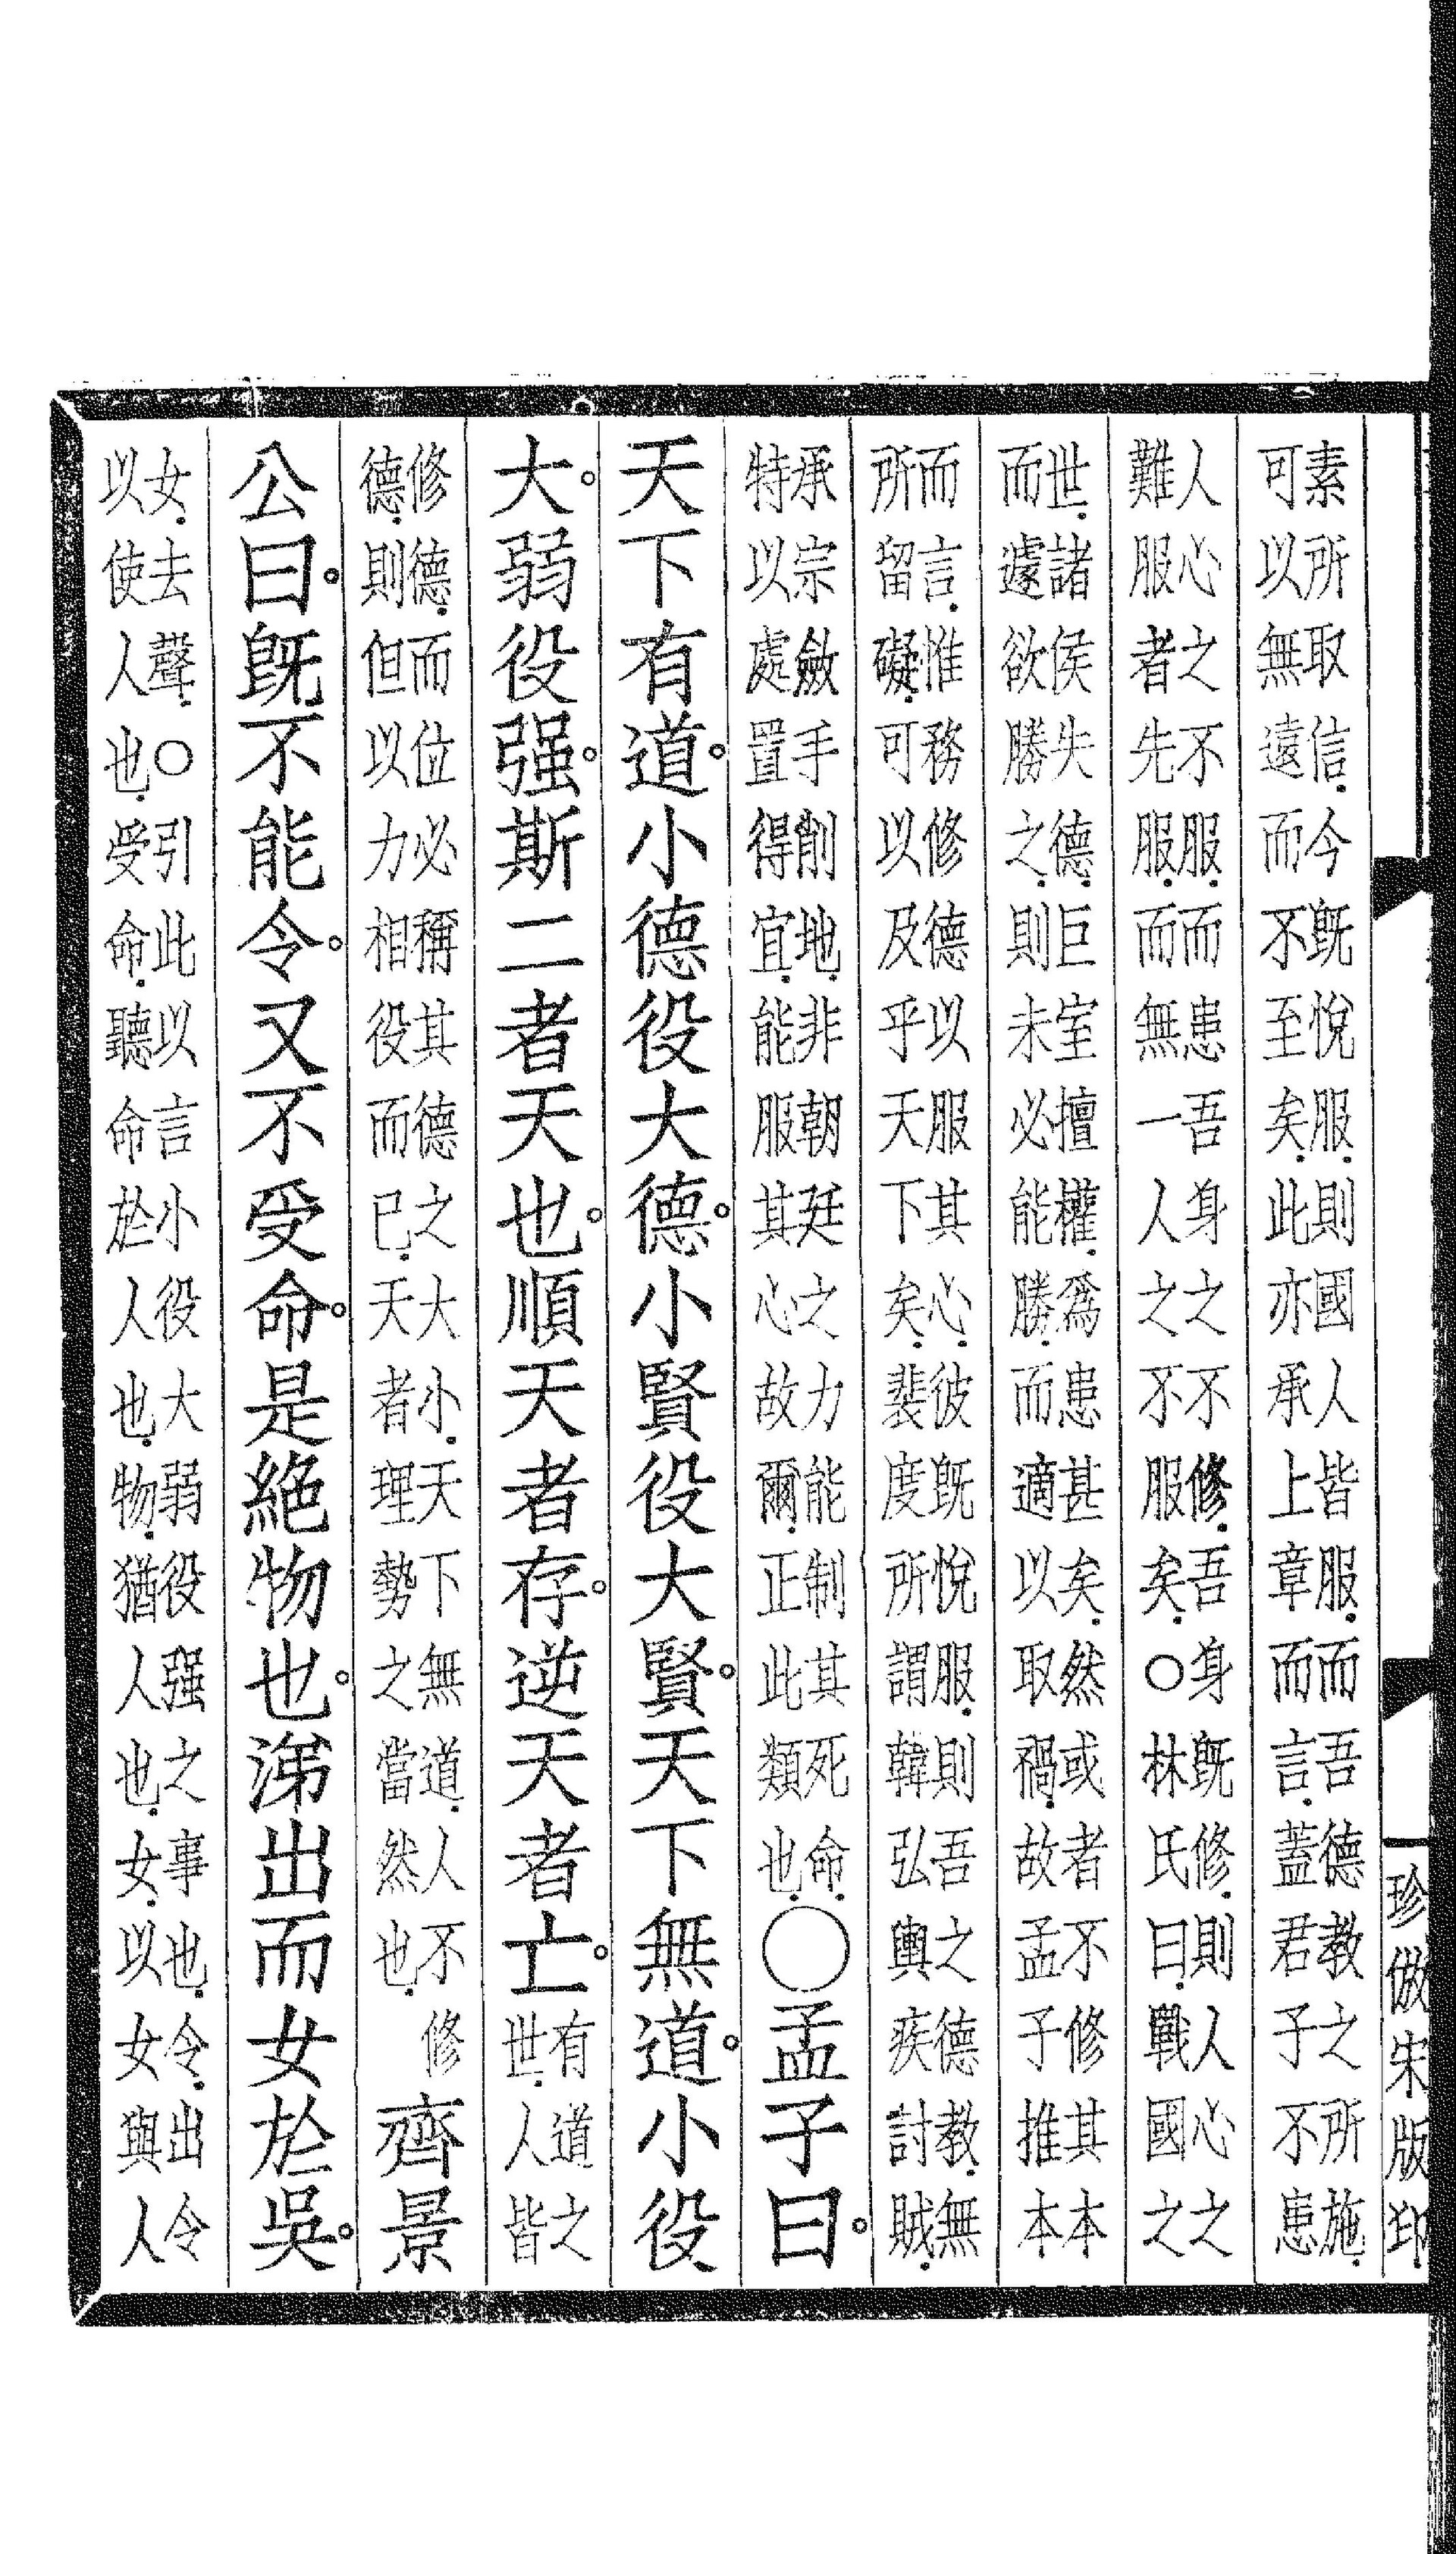 珍倣宋版印
素所取信。今既悅服。則國人皆服。而吾德教之所施。
可以無遠而不至矣。此亦承上章而言。蓋君子不患
人心之不服。而患吾身之不修。吾身既修。則人心之
難服者先服。而無一人之不服矣。○林氏曰。戰國之
世。諸侯失德。巨室擅權。爲患甚矣。然或者不修其本
而遽欲勝之。則未必能勝。而適以取禍。故孟子推本
而言。惟務修德以服其心。彼既悅服。則吾之德教。無
所留礙。可以及乎天下矣。裴度所謂韓弘輿疾討賊。
承宗斂手削地。非朝廷之力能制其死命。
特以處置得宜。能服其心故爾。正此類也。
○孟子曰。
天下有道。小德役大德。小賢役大賢。天下無道。小役
大。弱役强。斯二者天也。順天者存。逆天者亡。
有道之
世。人皆
修德。而位必稱其德之大小。天下無道。人不修
德。則但以力相役而已。天者理勢之當然也。
齊景
公曰。既不能令。又不受命。是絶物也。涕出而女於吳。
女。去聲。○引此以言小役大弱役强之事也。令。出令
以使人也。受命。聽命於人也。物。猶人也。女。以女與人